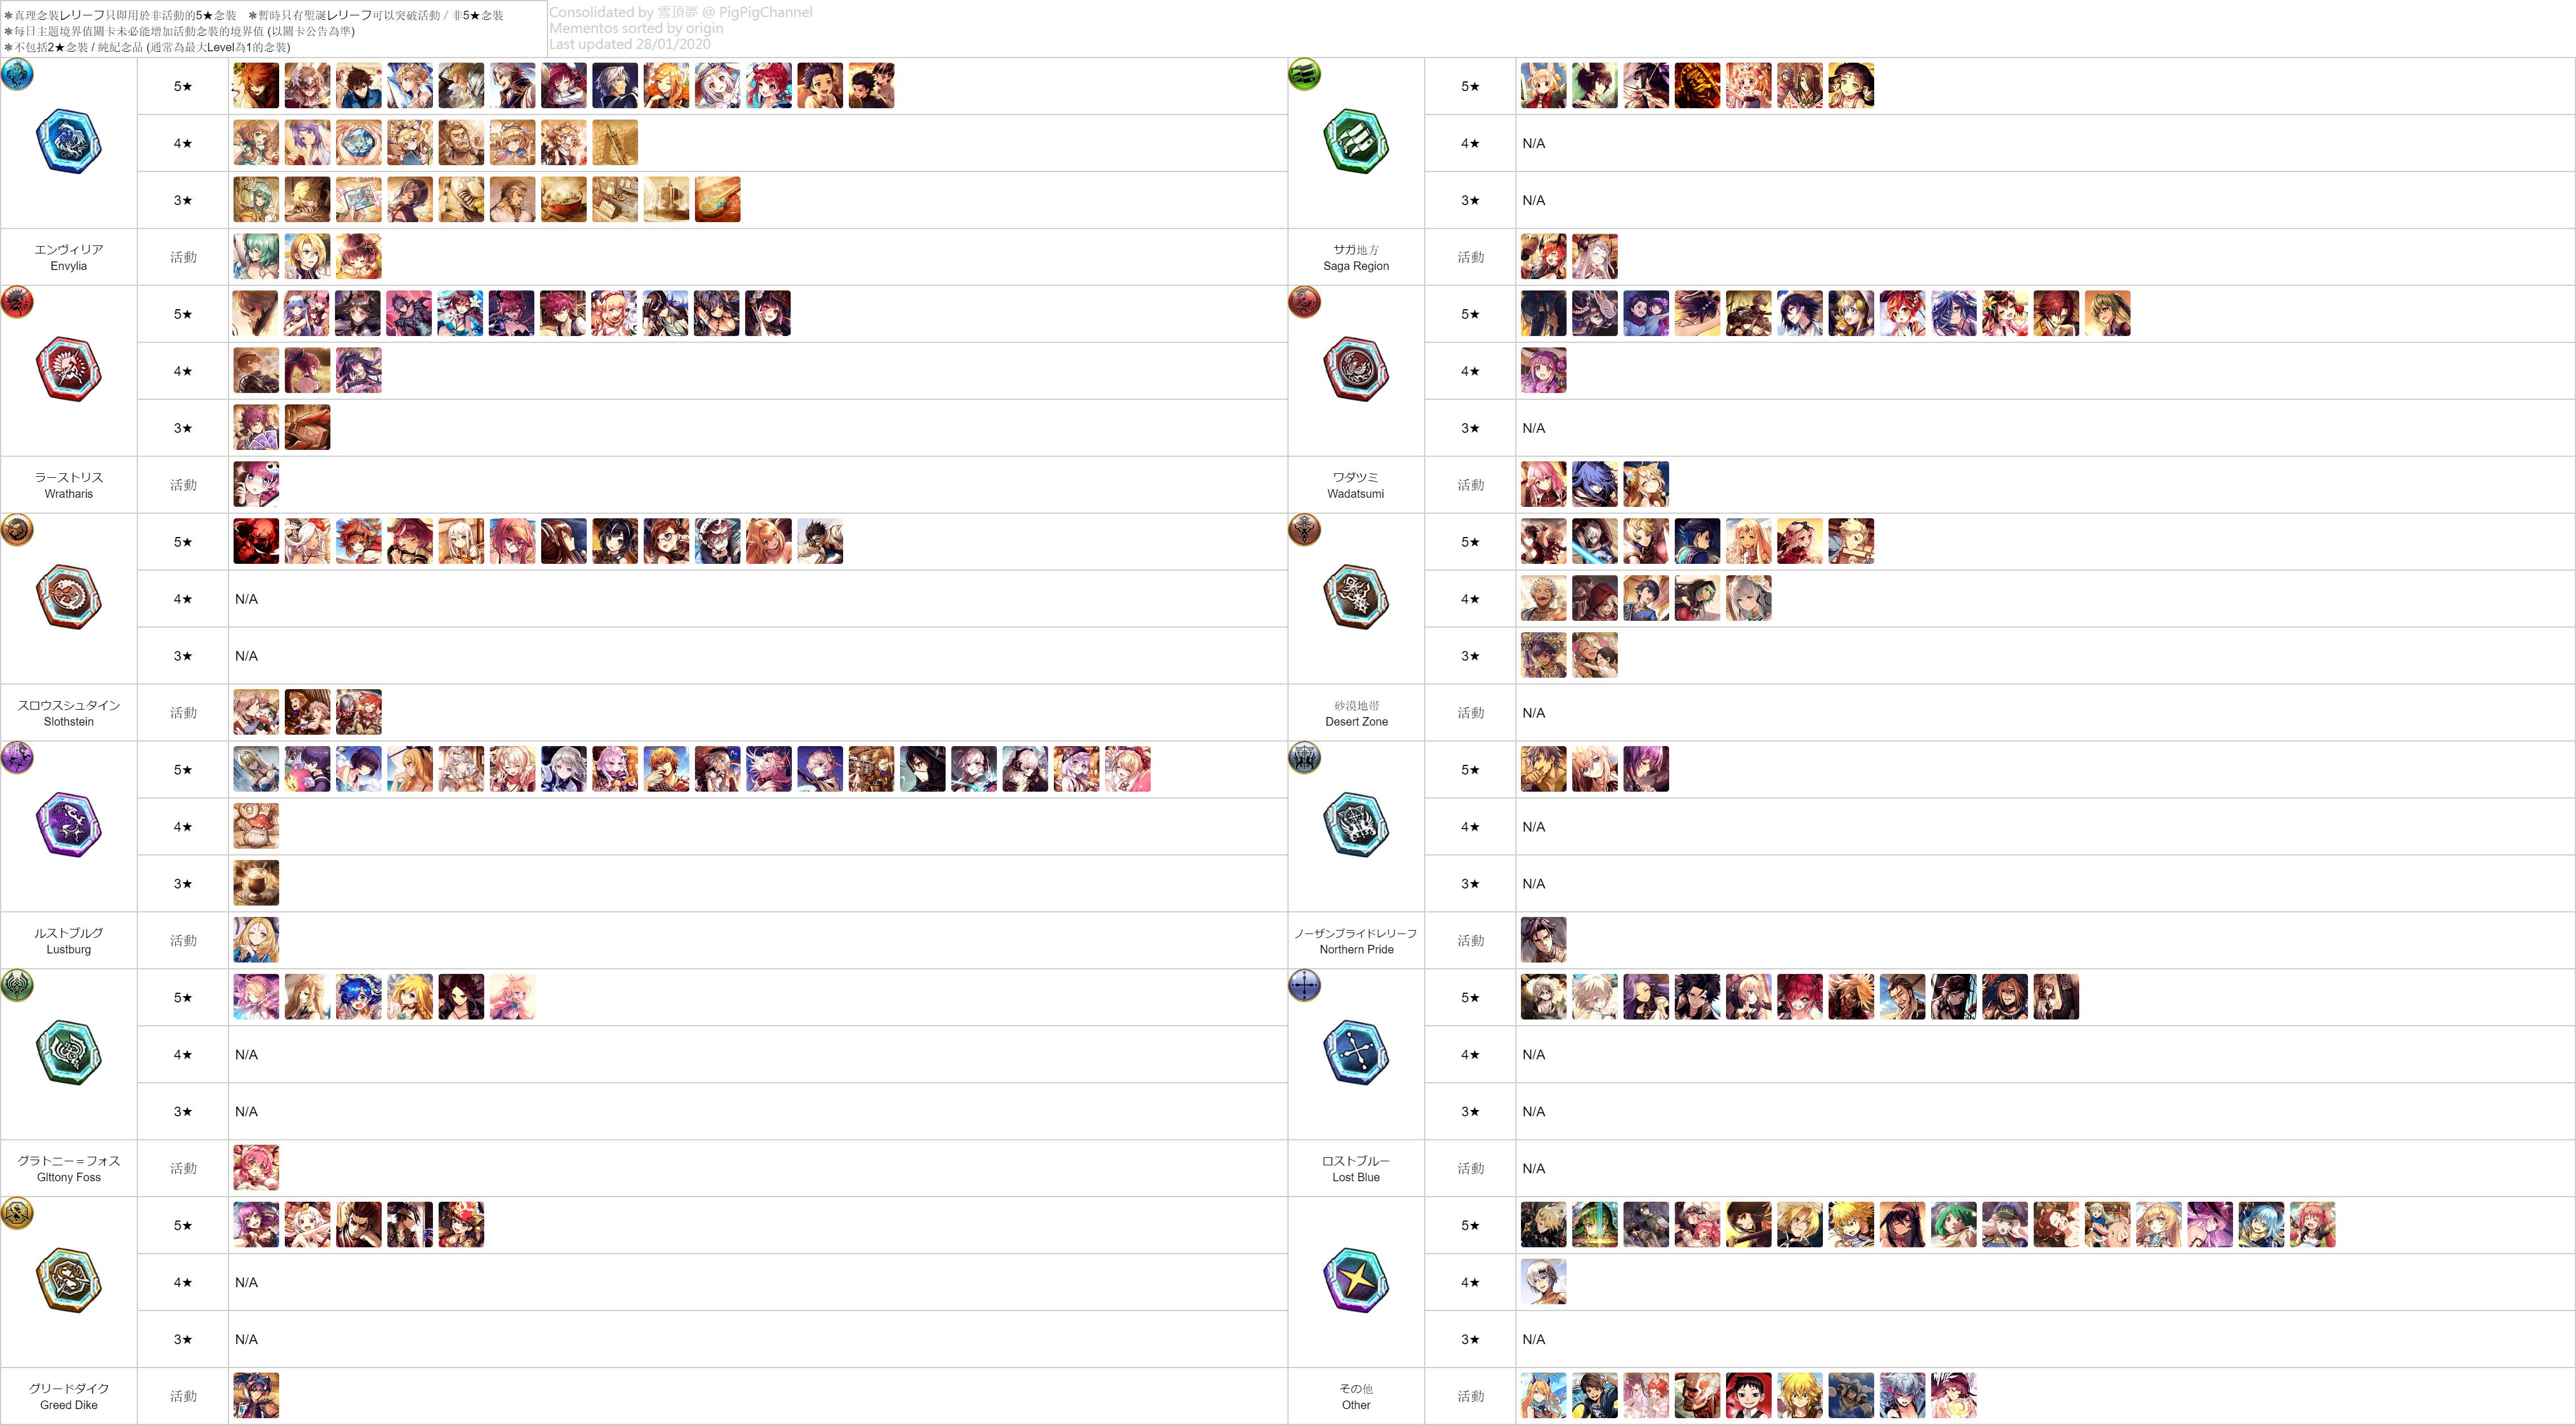 ＊真理念装レリーフ只即用於非活動的5★念装　＊暫時只有聖誕レリーフ可以突破活動 / 非5★念装
＊每日主題境界值關卡未必能增加活動念装的境界值 (以關卡公告為準)
＊不包括2★念装 / 純紀念品 (通常為最大Level為1的念装)
Consolidated by 雪頂夢 @ PigPigChannel
Mementos sorted by origin
Last updated 28/01/2020
5★
4★
3★
エンヴィリア
Envylia
活動
5★
4★
N/A
3★
N/A
サガ地方
Saga Region
活動
5★
4★
3★
ラーストリス
Wratharis
活動
5★
4★
3★
N/A
ワダツミ
Wadatsumi
活動
5★
4★
N/A
3★
N/A
スロウスシュタイン
Slothstein
活動
5★
4★
3★
砂漠地帯
Desert Zone
活動
N/A
5★
4★
3★
ルストブルグ
Lustburg
活動
5★
4★
N/A
3★
N/A
ノーザンブライドレリーフ
Northern Pride
活動
5★
4★
N/A
3★
N/A
グラトニー＝フォス
Glttony Foss
活動
5★
4★
N/A
3★
N/A
ロストブルー
Lost Blue
活動
N/A
5★
4★
N/A
3★
N/A
グリードダイク
Greed Dike
活動
5★
4★
3★
N/A
その他
Other
活動